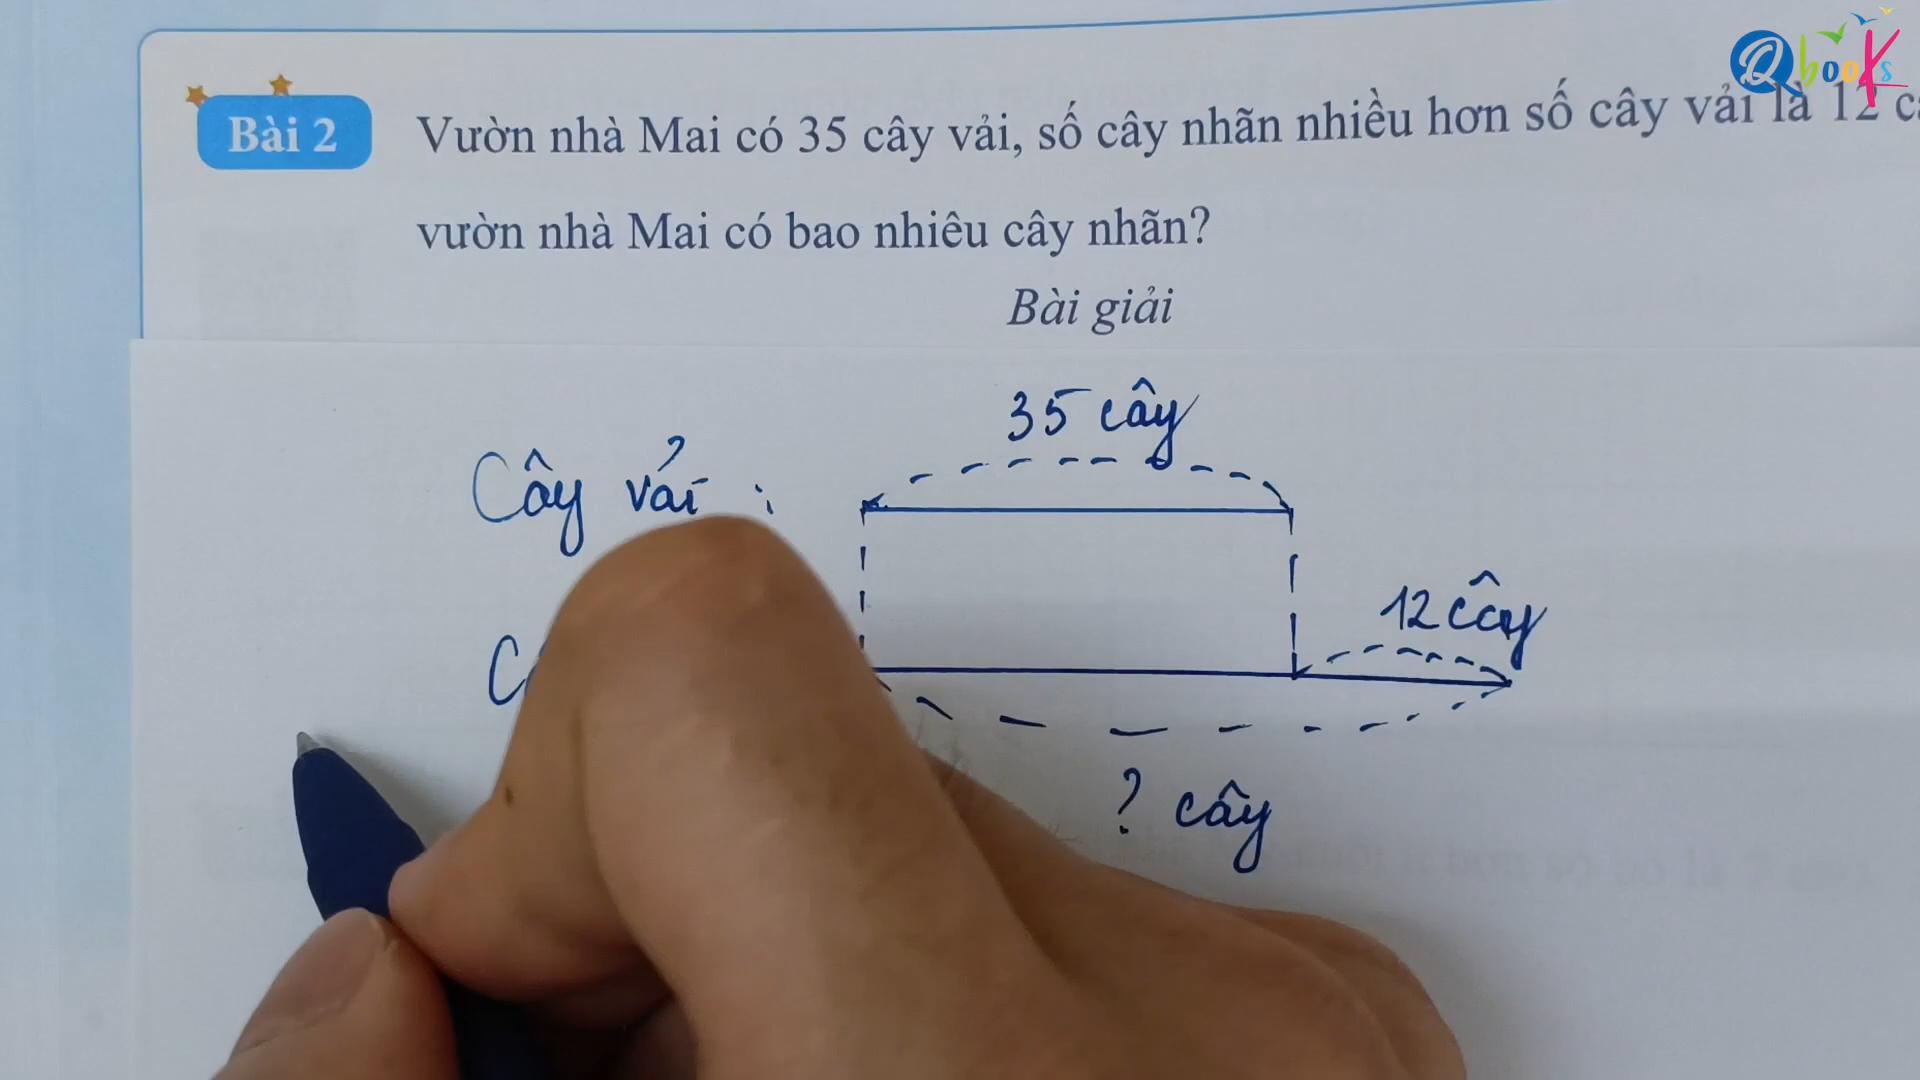 Qbooks
Bài 2
Vườn nhà Mai có 35 cây vải, số cây nhãn nhiều hơn số cây vải là 12
vườn nhà Mai có bao nhiêu cây nhãn?
Bài giải
35 cây
Cây vải :
12 cây
? cây